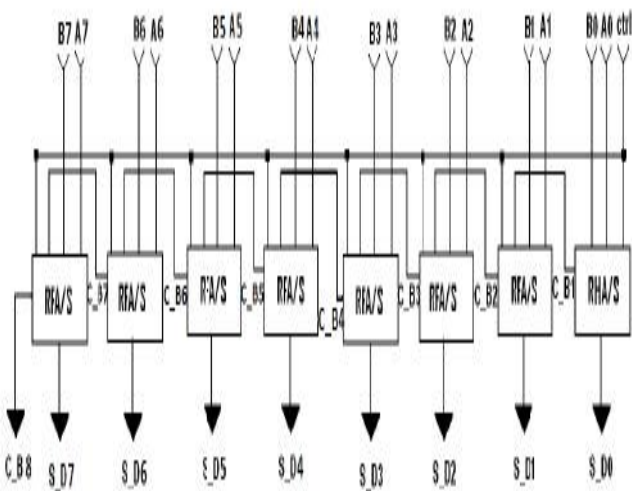 B7 A7 B6 A6 B5 A5 B4 A4 B3 A3 B2 A2 B1 A1 B0 A0 ctrl
RFA/S RFA/S RFA/S RFA/S RFA/S RFA/S RFA/S RHA/S
C_B7 C_B6 C_B5 C_B4 C_B3 C_B2 C_B1
C_B8 S_D7 S_D6 S_D5 S_D4 S_D3 S_D2 S_D1 S_D0